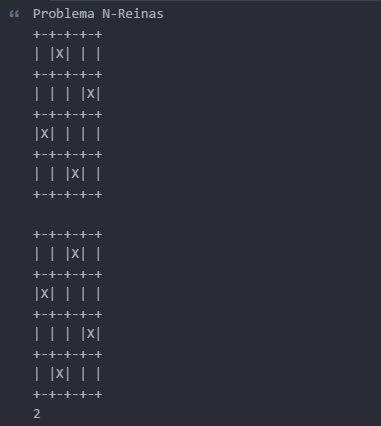 “ Problema N-Reinas
+-+-+-+-+
| |X| | |
+-+-+-+-+
| | | |X|
+-+-+-+-+
|X| | | |
+-+-+-+-+
| | |X| |
+-+-+-+-+

+-+-+-+-+
| | |X| |
+-+-+-+-+
|X| | | |
+-+-+-+-+
| | | |X|
+-+-+-+-+
| |X| | |
+-+-+-+-+
2